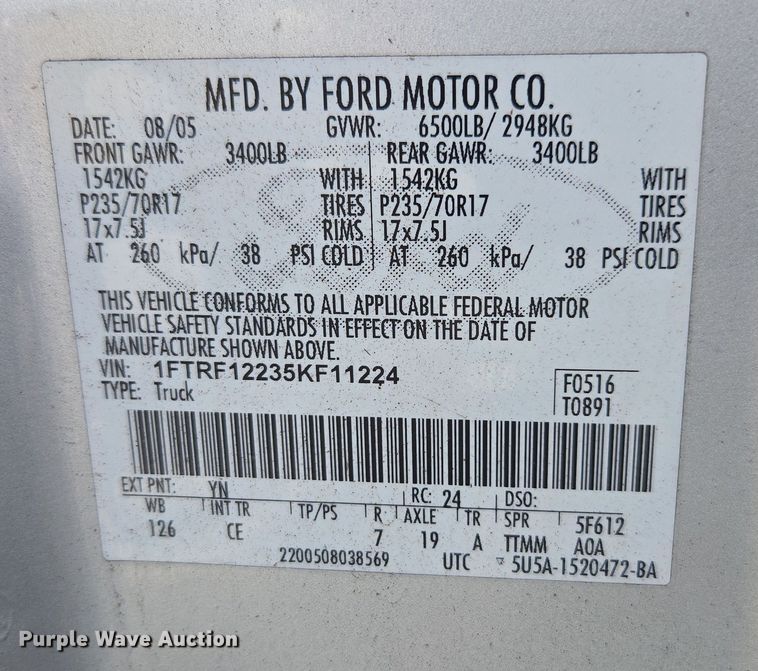 MFD. BY FORD MOTOR CO.
DATE: 08/05 GVWR: 6500LB/ 2948KG
FRONT GAWR: 3400LB REAR GAWR: 3400LB
1542KG WITH 1542KG WITH
P235/70R17 TIRES P235/70R17 TIRES
17x7.5J RIMS 17x7.5J RIMS
AT 260 kPa/ 38 PSI COLD AT 260 kPa/ 38 PSI COLD
THIS VEHICLE CONFORMS TO ALL APPLICABLE FEDERAL MOTOR
VEHICLE SAFETY STANDARDS IN EFFECT ON THE DATE OF
MANUFACTURE SHOWN ABOVE.
VIN: 1FTRF12235KF11224
TYPE: Truck
F0516
T0891
EXT PNT: YN RC: 24 DSO:
WB INT TR TP/PS R AXLE TR SPR 5F612
126 CE 7 19 A TTMM AOA
2200508038569 UTC 5U5A-1520472-BA
Purple Wave Auction